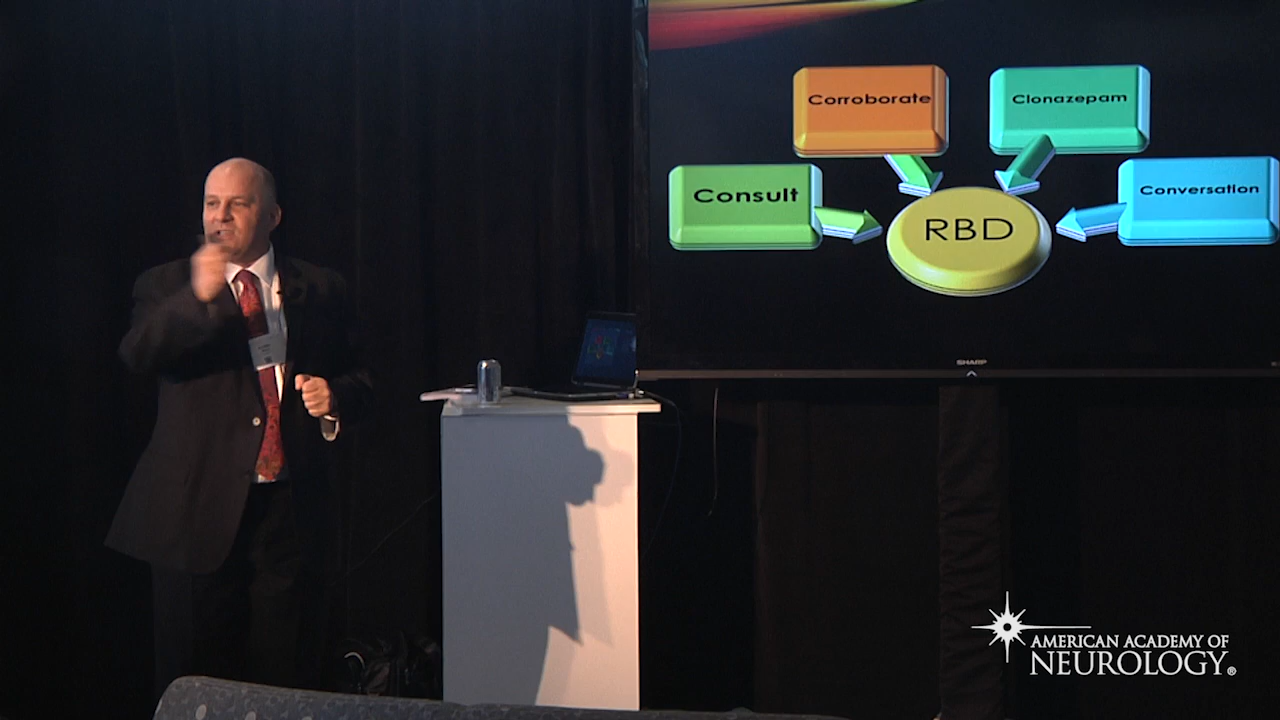 Corroborate
Clonazepam
Consult
Conversation
RBD
SHARP
AMERICAN ACADEMY OF
NEUROLOGY®